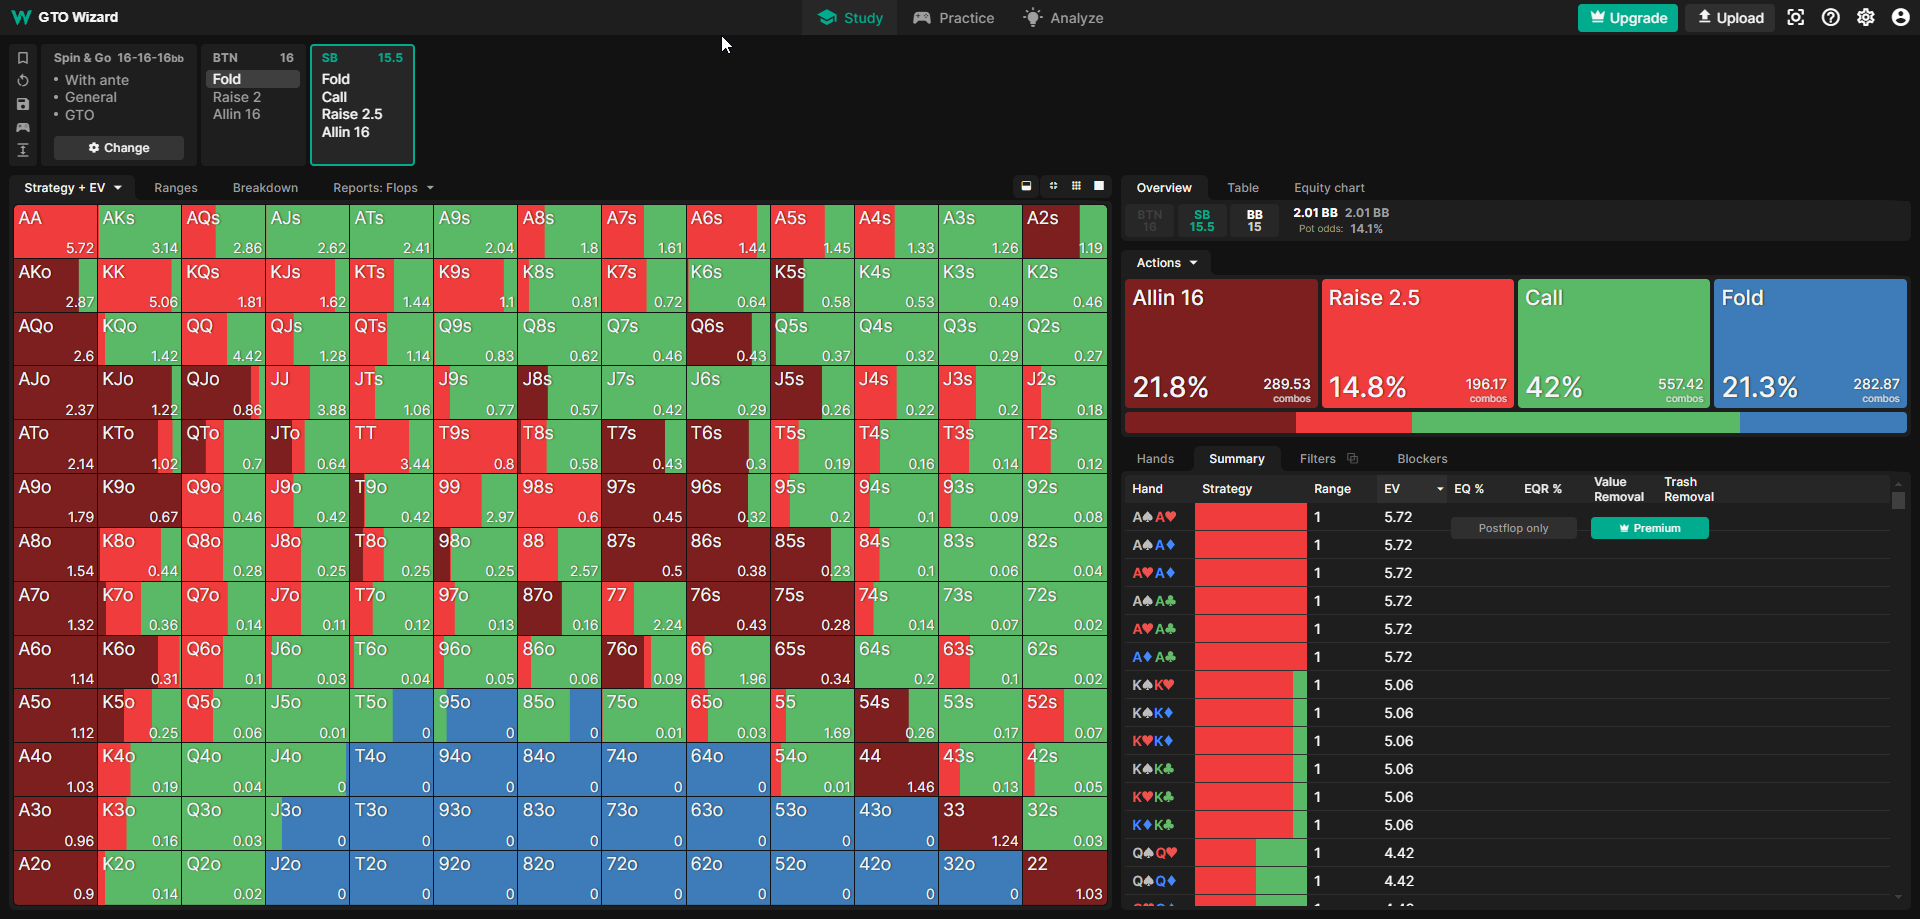 GTO Wizard
Study
Practice
Analyze
Upgrade
Upload
Spin & Go 16-16-16bb
• With ante
• General
• GTO
Change
BTN 16
Fold
Raise 2
Allin 16
SB 15.5
Fold
Call
Raise 2.5
Allin 16
Strategy + EV
Ranges
Breakdown
Reports: Flops
AA 5.72 AKs 3.14 AQs 2.86 AJs 2.62 ATs 2.41 A9s 2.04 A8s 1.8 A7s 1.61 A6s 1.44 A5s 1.45 A4s 1.33 A3s 1.26 A2s 1.19
AKo 2.87 KK 5.06 KQs 1.81 KJs 1.62 KTs 1.44 K9s 1.1 K8s 0.81 K7s 0.72 K6s 0.64 K5s 0.58 K4s 0.53 K3s 0.49 K2s 0.46
AQo 2.6 KQo 1.42 QQ 4.42 QJs 1.28 QTs 1.14 Q9s 0.83 Q8s 0.62 Q7s 0.46 Q6s 0.43 Q5s 0.37 Q4s 0.32 Q3s 0.29 Q2s 0.27
AJo 2.37 KJo 1.22 QJo 0.86 JJ 3.88 JTs 1.06 J9s 0.77 J8s 0.57 J7s 0.42 J6s 0.29 J5s 0.26 J4s 0.22 J3s 0.2 J2s 0.18
ATo 2.14 KTo 1.02 QTo 0.7 JTo 0.64 TT 3.44 T9s 0.8 T8s 0.58 T7s 0.43 T6s 0.3 T5s 0.19 T4s 0.16 T3s 0.14 T2s 0.12
A9o 1.79 K9o 0.67 Q9o 0.46 J9o 0.42 T9o 0.42 99 2.97 98s 0.6 97s 0.45 96s 0.32 95s 0.2 94s 0.1 93s 0.09 92s 0.08
A8o 1.54 K8o 0.44 Q8o 0.28 J8o 0.25 T8o 0.25 98o 0.25 88 2.57 87s 0.5 86s 0.38 85s 0.23 84s 0.1 83s 0.06 82s 0.04
A7o 1.32 K7o 0.36 Q7o 0.14 J7o 0.11 T7o 0.12 97o 0.13 87o 0.16 77 2.24 76s 0.43 75s 0.28 74s 0.14 73s 0.07 72s 0.02
A6o 1.14 K6o 0.31 Q6o 0.1 J6o 0.03 T6o 0.04 96o 0.05 86o 0.06 76o 0.09 66 1.96 65s 0.34 64s 0.2 63s 0.1 62s 0.02
A5o 1.12 K5o 0.25 Q5o 0.06 J5o 0.01 T5o 0 95o 0 85o 0 75o 0.01 65o 0.03 55 1.69 54s 0.26 53s 0.17 52s 0.07
A4o 1.03 K4o 0.19 Q4o 0.04 J4o 0 T4o 0 94o 0 84o 0 74o 0 64o 0 54o 0.01 44 1.46 43s 0.13 42s 0.05
A3o 0.96 K3o 0.16 Q3o 0.03 J3o 0 T3o 0 93o 0 83o 0 73o 0 63o 0 53o 0 43o 0 33 1.24 32s 0.03
A2o 0.9 K2o 0.14 Q2o 0.02 J2o 0 T2o 0 92o 0 82o 0 72o 0 62o 0 52o 0 42o 0 32o 0 22 1.03
Overview
Table
Equity chart
BTN 16
SB 15.5
BB 15
2.01 BB 2.01 BB
Pot odds: 14.1%
Actions
Allin 16
21.8% 289.53 combos
Raise 2.5
14.8% 196.17 combos
Call
42% 557.42 combos
Fold
21.3% 282.87 combos
Hands
Summary
Filters
Blockers
Hand Strategy Range EV EQ % EQR % Value Removal Trash Removal
Postflop only
Premium
A♠A♥ 1 5.72
A♠A♦ 1 5.72
A♥A♦ 1 5.72
A♠A♣ 1 5.72
A♥A♣ 1 5.72
A♦A♣ 1 5.72
K♠K♥ 1 5.06
K♠K♦ 1 5.06
K♥K♦ 1 5.06
K♠K♣ 1 5.06
K♥K♣ 1 5.06
K♦K♣ 1 5.06
Q♠Q♥ 1 4.42
Q♠Q♦ 1 4.42